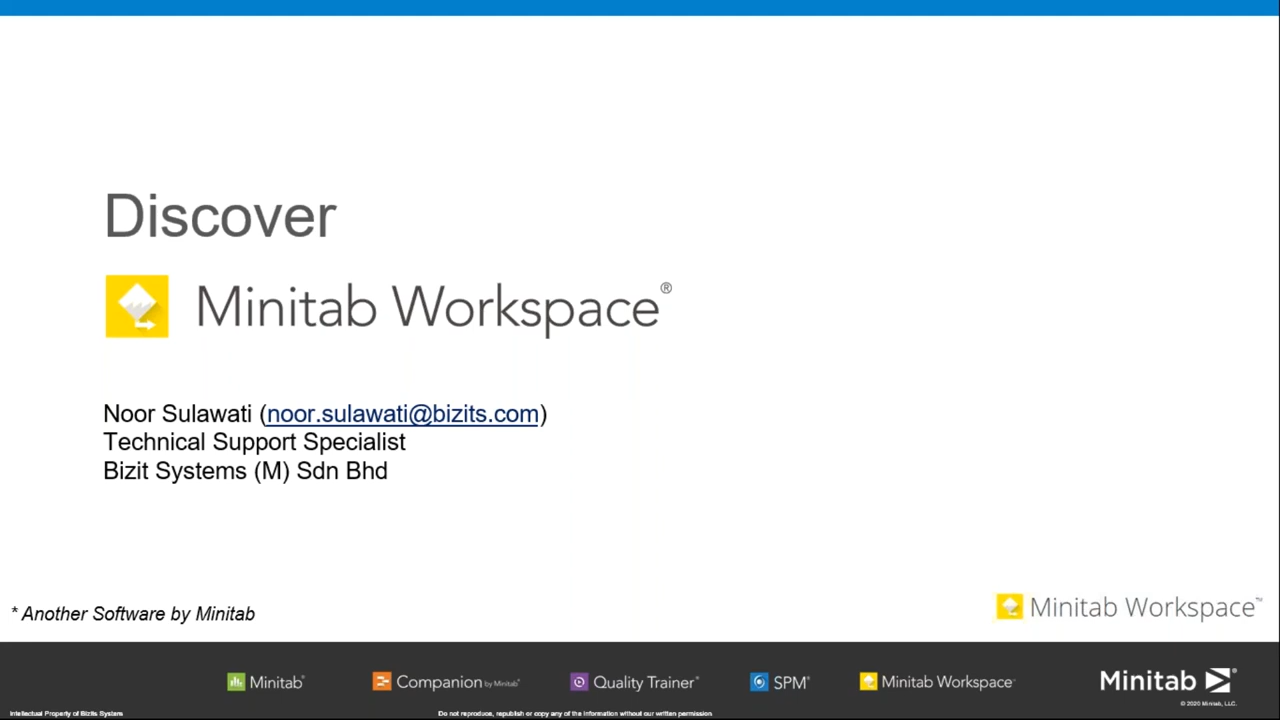 Discover
Minitab Workspace®
Noor Sulawati (noor.sulawati@bizits.com)
Technical Support Specialist
Bizit Systems (M) Sdn Bhd
* Another Software by Minitab
Minitab Workspace™
Minitab® Companion by Minitab® Quality Trainer® SPM® Minitab Workspace™ Minitab®
© 2020 Minitab, LLC.
Intellectual Property of Bizits System Do not reproduce, republish or copy any of the information without our written permission